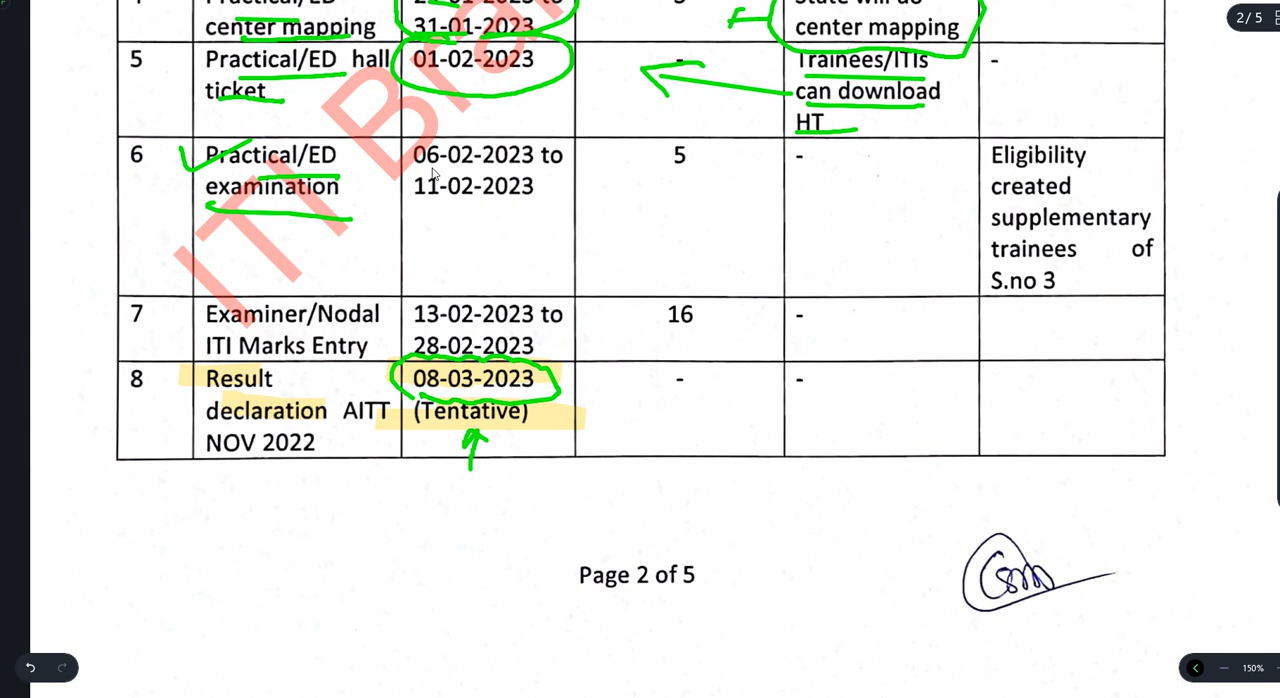 2/5
center mapping
31-01-2023
center mapping
5
Practical/ED hall
ticket
01-02-2023
-
Trainees/ITIs
can download
HT
-
6
Practical/ED
examination
06-02-2023 to
11-02-2023
5
-
Eligibility
created
supplementary
trainees of
S.no 3
7
Examiner/Nodal
ITI Marks Entry
13-02-2023 to
28-02-2023
16
-
8
Result
declaration AITT
NOV 2022
08-03-2023
(Tentative)
-
-
ITI
Page 2 of 5
150%